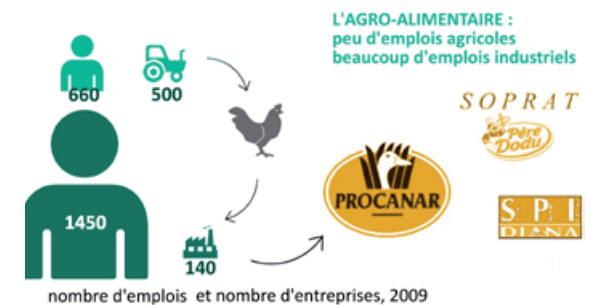 L'AGRO-ALIMENTAIRE :
peu d'emplois agricoles
beaucoup d'emplois industriels
660
500
SOPRAT
Père
Dodu
PROCANAR
1450
SPI
DIANA
140
nombre d'emplois et nombre d'entreprises, 2009